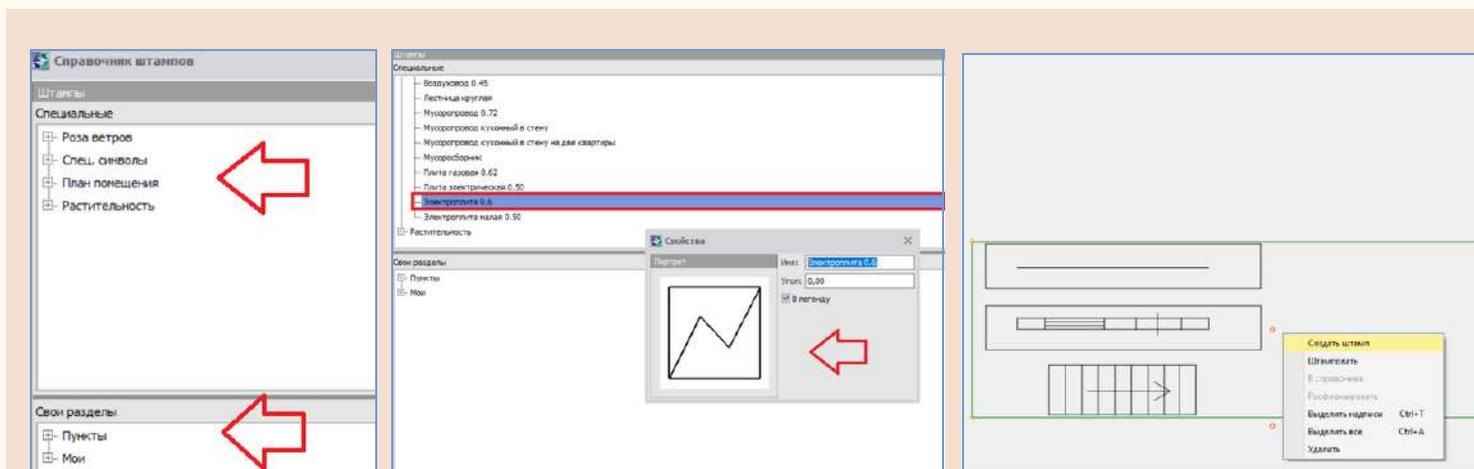 Справочник штампов
Штампы
Специальные
Роза ветров
Спец. символы
План помещения
Растительность
Свои разделы
Пункты
Мои
Штампы
Специальные
Воздуховод 0.45
Лестница круглая
Мусоропровод 0.72
Мусоропровод кухонный в стену
Мусоропровод кухонный в стену на две квартиры
Мусоросборник
Плита газовая 0.62
Плита электрическая 0.50
Электроплита 0.6
Электроплита малая 0.50
Растительность
Свои разделы
Пункты
Мои
Свойства
Портрет
Имя: Электроплита 0.6
Угол: 0,00
В легенду
Создать штамп
Штамповать
В справочник
Расформировать
Выделить надписи Ctrl+T
Выделить все Ctrl+A
Удалить